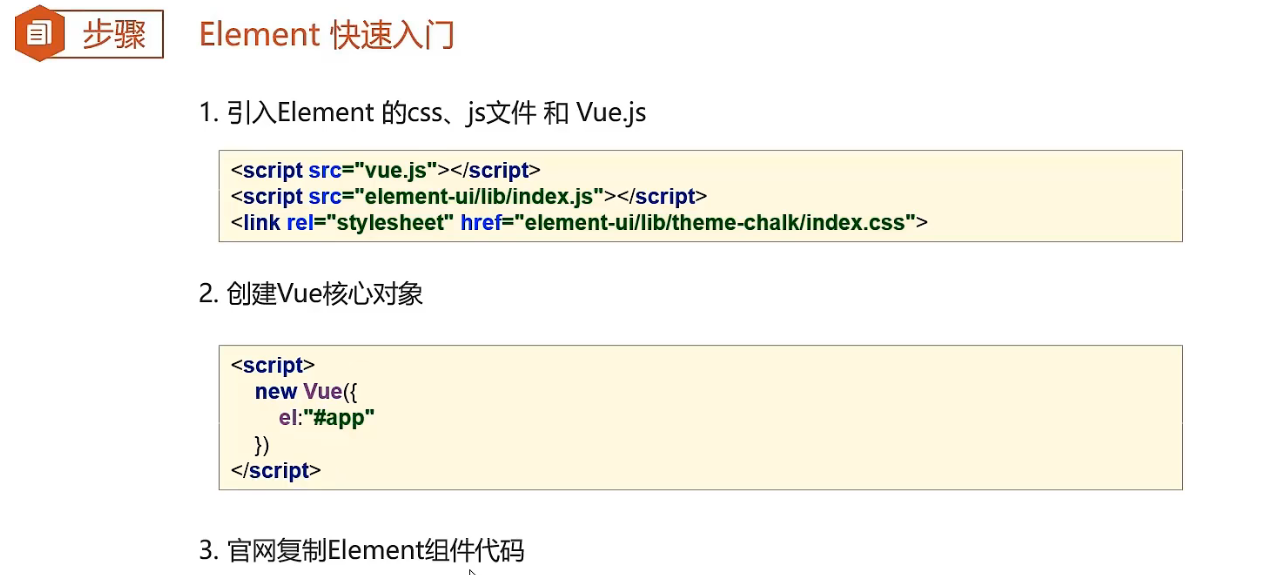 步骤
Element 快速入门
1. 引入Element 的css、js文件 和 Vue.js
<script src="vue.js"></script>
<script src="element-ui/lib/index.js"></script>
<link rel="stylesheet" href="element-ui/lib/theme-chalk/index.css">
2. 创建Vue核心对象
<script>
new Vue({
el:"#app"
})
</script>
3. 官网复制Element组件代码